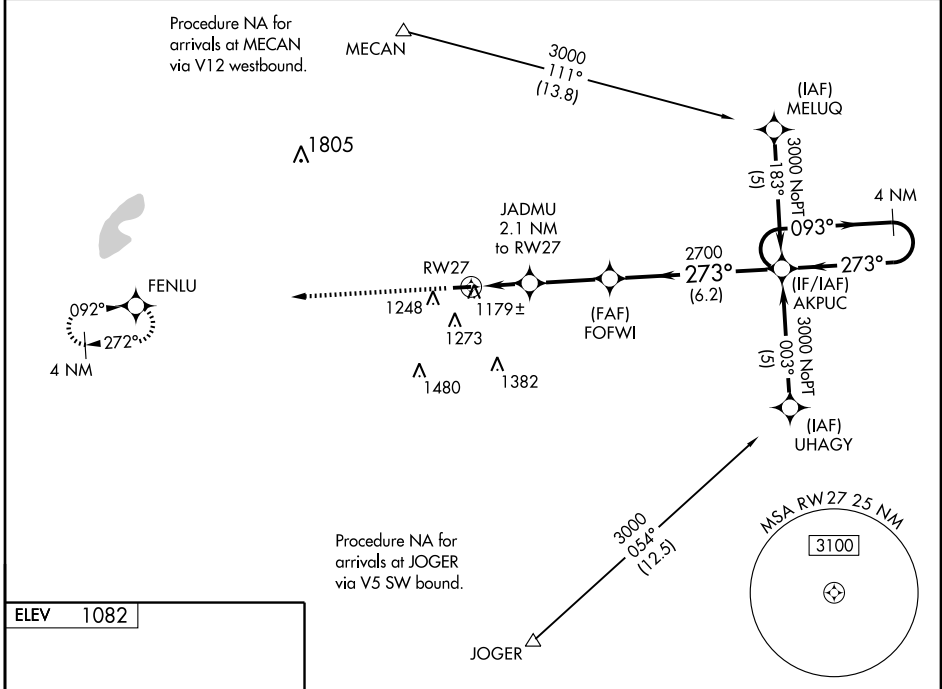 Procedure NA for
arrivals at MECAN
via V12 westbound.
MECAN
3000
111°
(13.8)
(IAF)
MELUQ
3000 NoPT
183°
(5)
1805
4 NM
093°
JADMU
2.1 NM
to RW27
2700
273°
(6.2)
273°
RW27
(IF/IAF)
AKPUC
FENLU
092°
272°
4 NM
1248
1179±
1273
(FAF)
FOFWI
1480
1382
3000 NoPT
003°
(5)
(IAF)
UHAGY
3000
054°
(12.5)
Procedure NA for
arrivals at JOGER
via V5 SW bound.
JOGER
MSA RW27 25 NM
3100
ELEV 1082